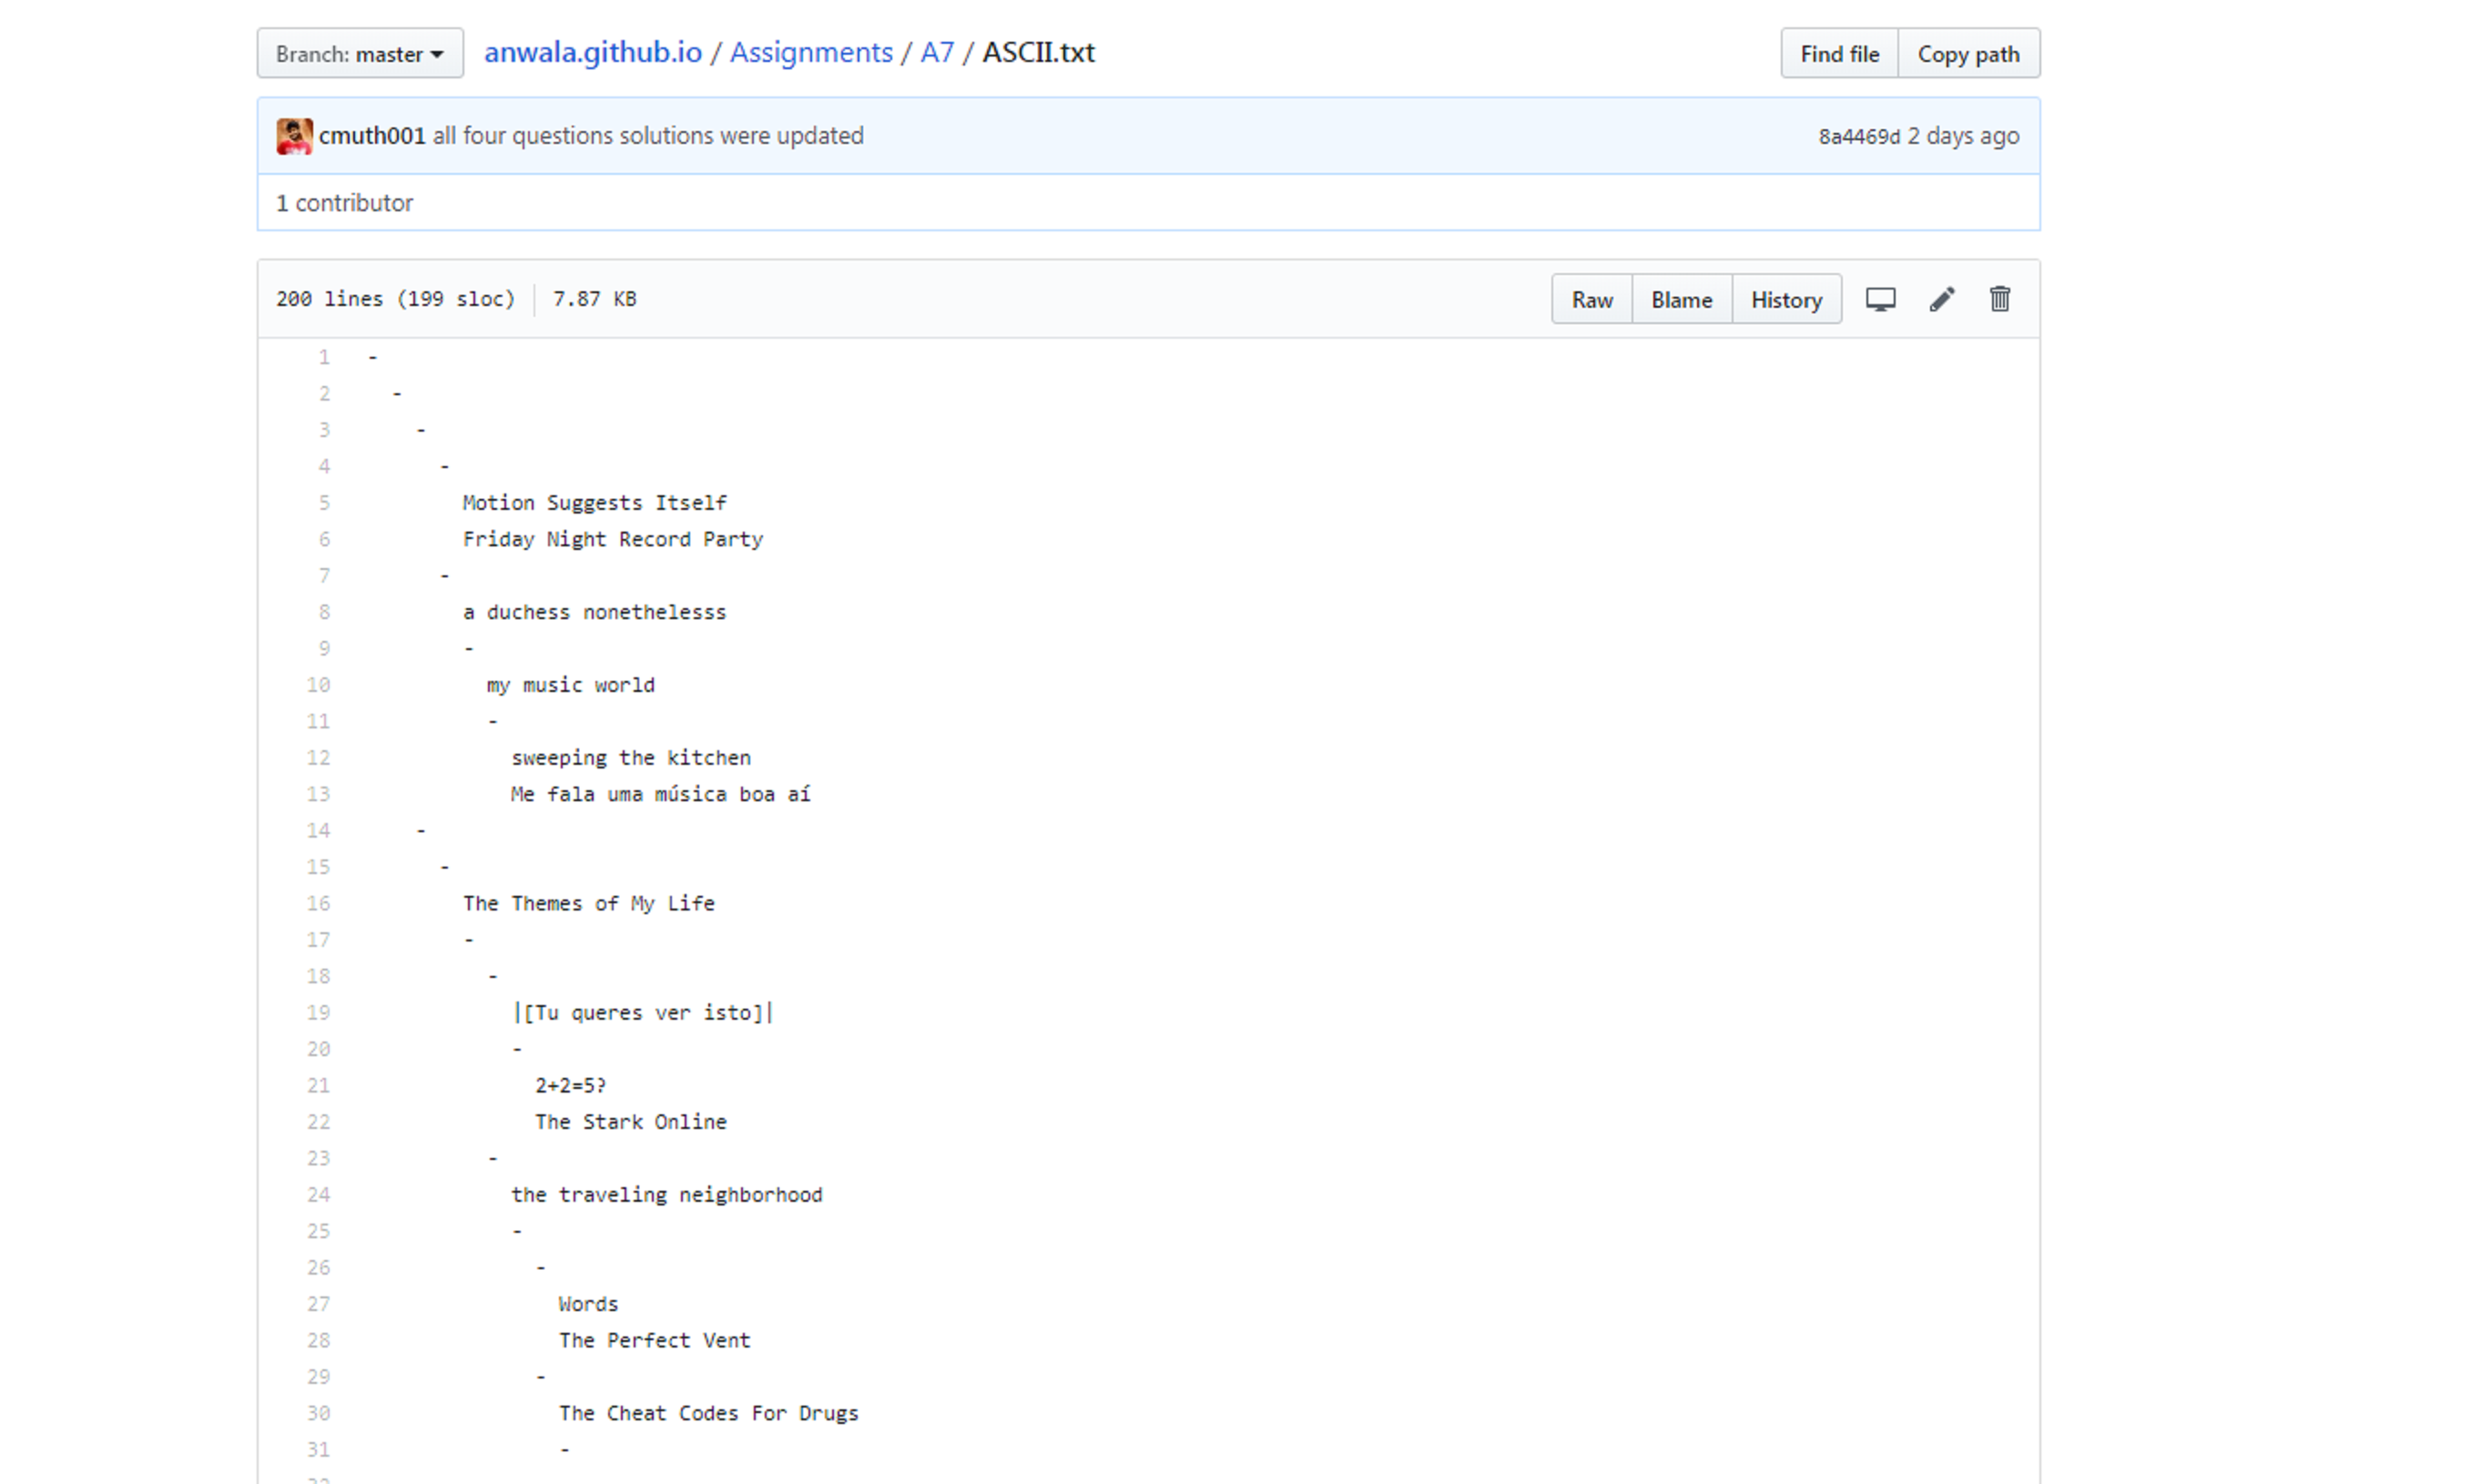 Branch: master anwala.github.io / Assignments / A7 / ASCII.txt Find file Copy path
cmuth001 all four questions solutions were updated 8a4469d 2 days ago
1 contributor
200 lines (199 sloc) 7.87 KB Raw Blame History
1 -
2 -
3 -
4 -
5 Motion Suggests Itself
6 Friday Night Record Party
7 -
8 a duchess nonethelesss
9 -
10 my music world
11 -
12 sweeping the kitchen
13 Me fala uma música boa aí
14 -
15 -
16 The Themes of My Life
17 -
18 -
19 |[Tu queres ver isto]|
20 -
21 2+2=5?
22 The Stark Online
23 -
24 the traveling neighborhood
25 -
26 -
27 Words
28 The Perfect Vent
29 -
30 The Cheat Codes For Drugs
31 -